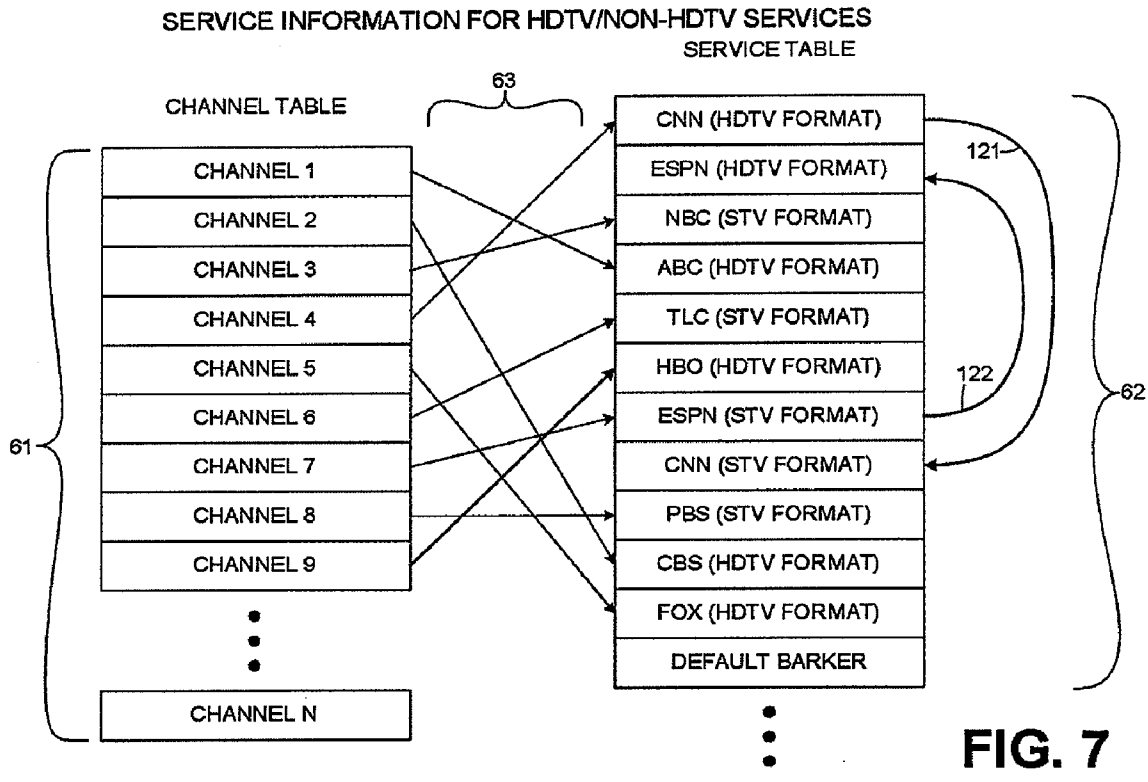 SERVICE INFORMATION FOR HDTV/NON-HDTV SERVICES
SERVICE TABLE
63
CHANNEL TABLE
CHANNEL 1
CHANNEL 2
CHANNEL 3
CHANNEL 4
CHANNEL 5
CHANNEL 6
CHANNEL 7
CHANNEL 8
CHANNEL 9
CHANNEL N
61
CNN (HDTV FORMAT)
ESPN (HDTV FORMAT)
NBC (STV FORMAT)
ABC (HDTV FORMAT)
TLC (STV FORMAT)
HBO (HDTV FORMAT)
ESPN (STV FORMAT)
CNN (STV FORMAT)
PBS (STV FORMAT)
CBS (HDTV FORMAT)
FOX (HDTV FORMAT)
DEFAULT BARKER
121
122
62
FIG. 7